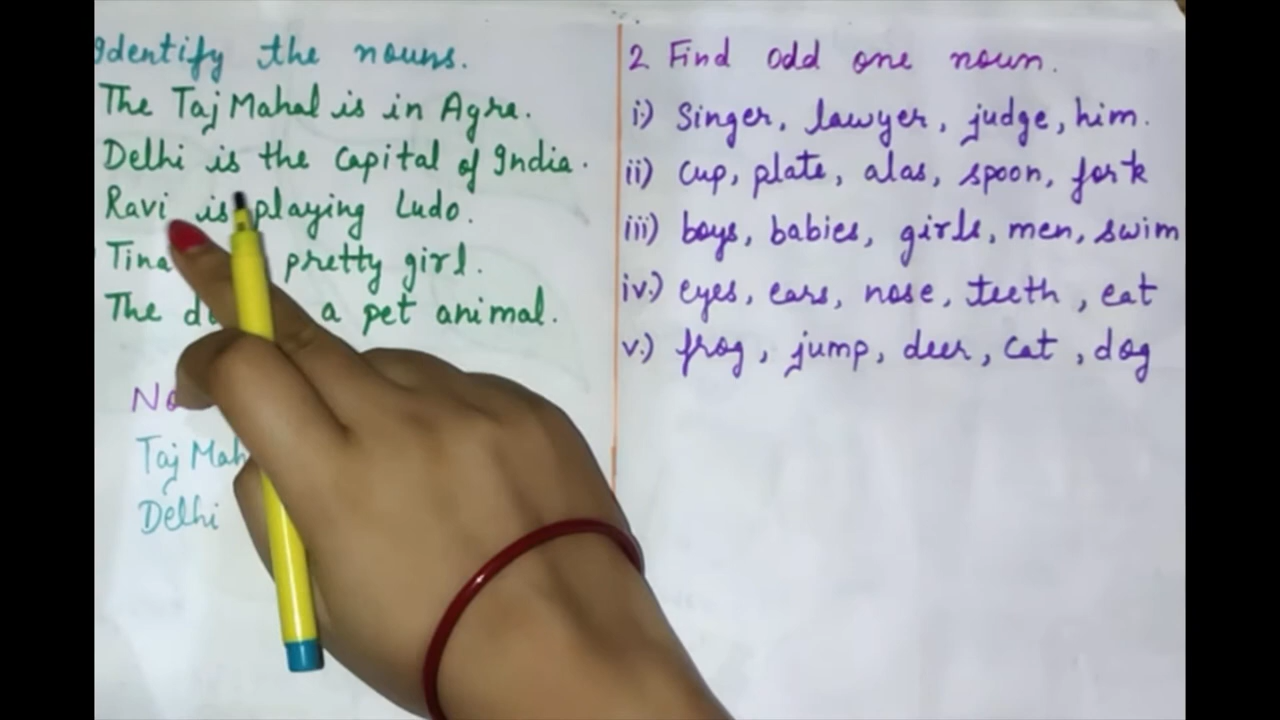 Identify the nouns.
The Taj Mahal is in Agra.
Delhi is the capital of India.
Ravi is playing Ludo.
Tina pretty girl.
The a pet animal.
Taj Mah
Delhi
2 Find odd one noun.
i) Singer, lawyer, judge, him.
ii) cup, plate, alas, spoon, fork
iii) boys, babies, girls, men, swim
iv.) eyes, ears, nose, teeth, eat
v.) frog, jump, deer, cat, dog